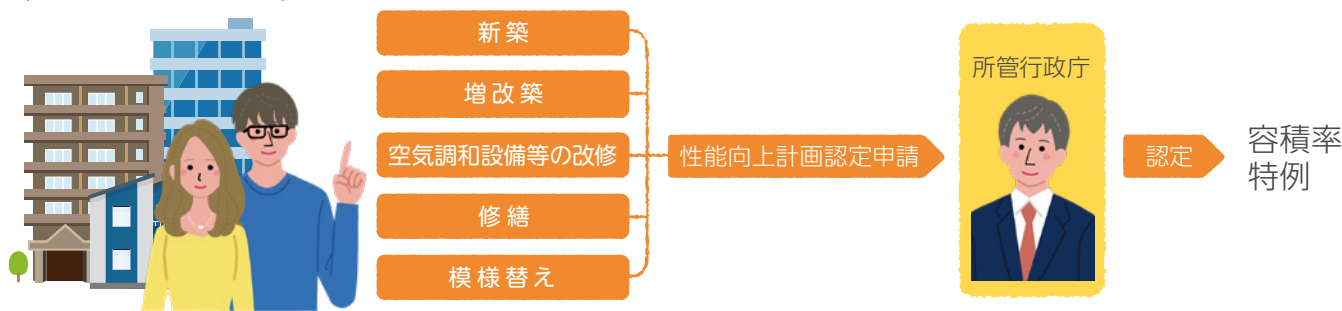 新築
増改築
空気調和設備等の改修
修繕
模様替え
性能向上計画認定申請
所管行政庁
認定
容積率
特例